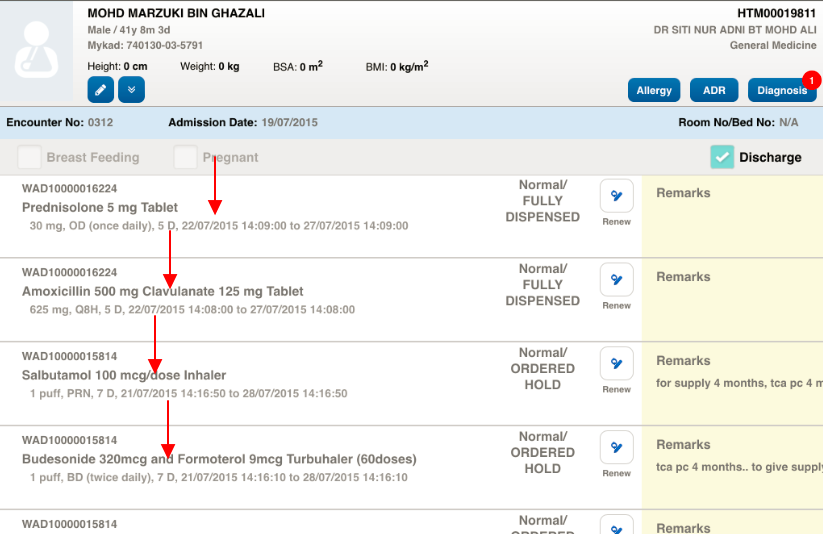 MOHD MARZUKI BIN GHAZALI
HTM00019811
Male / 41y 8m 3d
DR SITI NUR ADNI BT MOHD ALI
Mykad: 740130-03-5791
General Medicine
Height: 0 cm Weight: 0 kg BSA: 0 m² BMI: 0 kg/m²
Allergy ADR Diagnosis 1
Encounter No: 0312 Admission Date: 19/07/2015 Room No/Bed No: N/A
Breast Feeding Pregnant Discharge
WAD10000016224
Prednisolone 5 mg Tablet
30 mg, OD (once daily), 5 D, 22/07/2015 14:09:00 to 27/07/2015 14:09:00
Normal/
FULLY
DISPENSED
Renew
Remarks
WAD10000016224
Amoxicillin 500 mg Clavulanate 125 mg Tablet
625 mg, Q8H, 5 D, 22/07/2015 14:08:00 to 27/07/2015 14:08:00
Normal/
FULLY
DISPENSED
Renew
Remarks
WAD10000015814
Salbutamol 100 mcg/dose Inhaler
1 puff, PRN, 7 D, 21/07/2015 14:16:50 to 28/07/2015 14:16:50
Normal/
ORDERED
HOLD
Renew
Remarks
for supply 4 months, tca pc 4 m
WAD10000015814
Budesonide 320mcg and Formoterol 9mcg Turbuhaler (60doses)
1 puff, BD (twice daily), 7 D, 21/07/2015 14:16:10 to 28/07/2015 14:16:10
Normal/
ORDERED
HOLD
Renew
Remarks
tca pc 4 months.. to give supply
WAD10000015814
Normal/
ORDERED
Remarks